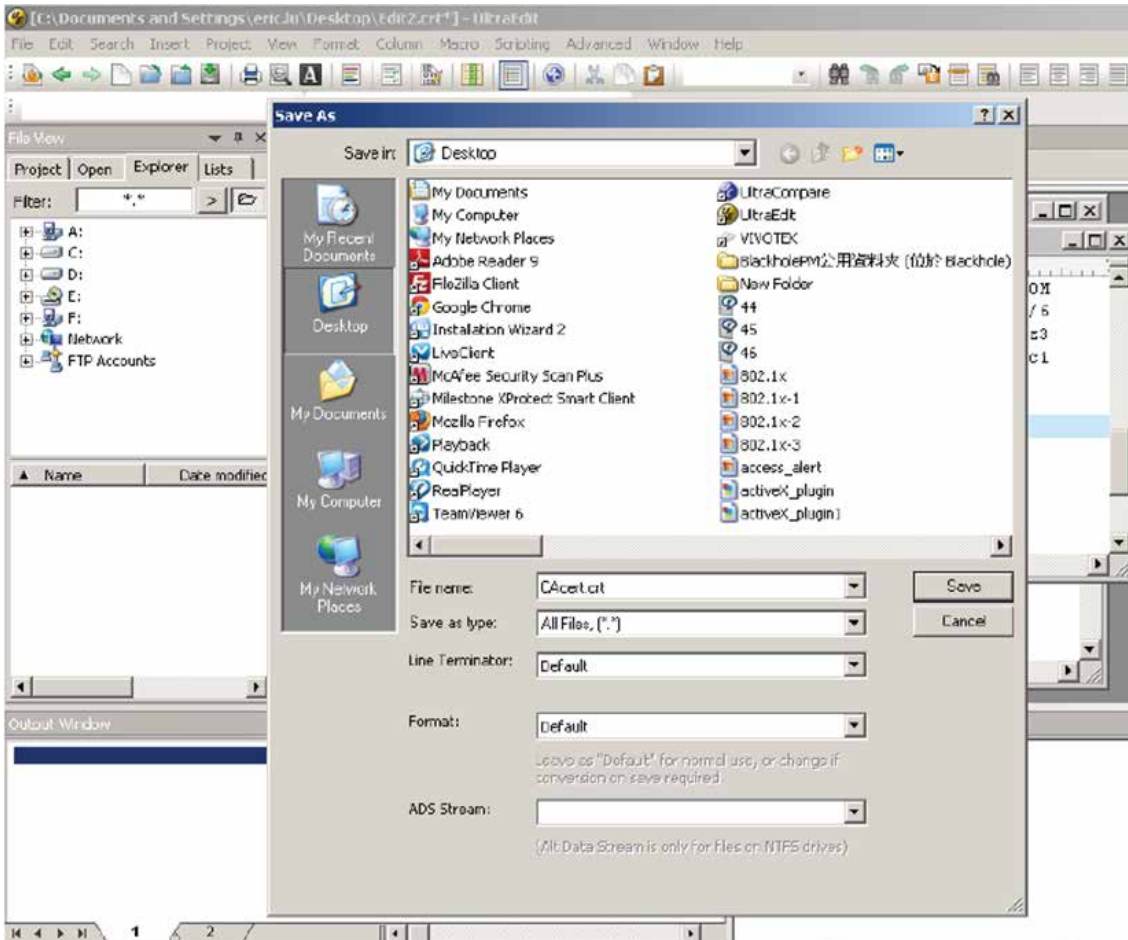 [C:\Documents and Settings\eric.lu\Desktop\Edit2.crt*] - UltraEdit
File Edit Search Insert Project View Format Column Macro Scripting Advanced Window Help
Save As
File View
Save in: Desktop
Project Open Explorer Lists
Filter: *.*
A:
C:
D:
E:
F:
Network
FTP Accounts
Name Date modified
My Recent Documents
Desktop
My Documents
My Computer
My Network Places
My Documents
My Computer
My Network Places
Adobe Reader 9
FileZilla Client
Google Chrome
Installation Wizard 2
LiveClient
McAfee Security Scan Plus
Milestone XProtect Smart Client
Mozilla Firefox
Playback
QuickTime Player
RealPlayer
TeamViewer 6
UltraCompare
UltraEdit
VIVOTEK
BlackholePM公用資料夾 (位於 Blackhole)
New Folder
44
45
46
802.1x
802.1x-1
802.1x-2
802.1x-3
access_alert
activeX_plugin
activeX_plugin1
File name: CAcert.crt Save
Save as type: All Files, (*.*) Cancel
Line Terminator: Default
Format: Default
Leave as "Default" for normal use, or change if
conversion on save required.
ADS Stream:
(Alt Data Stream is only for files on NTFS drives)
Output Window
1 2